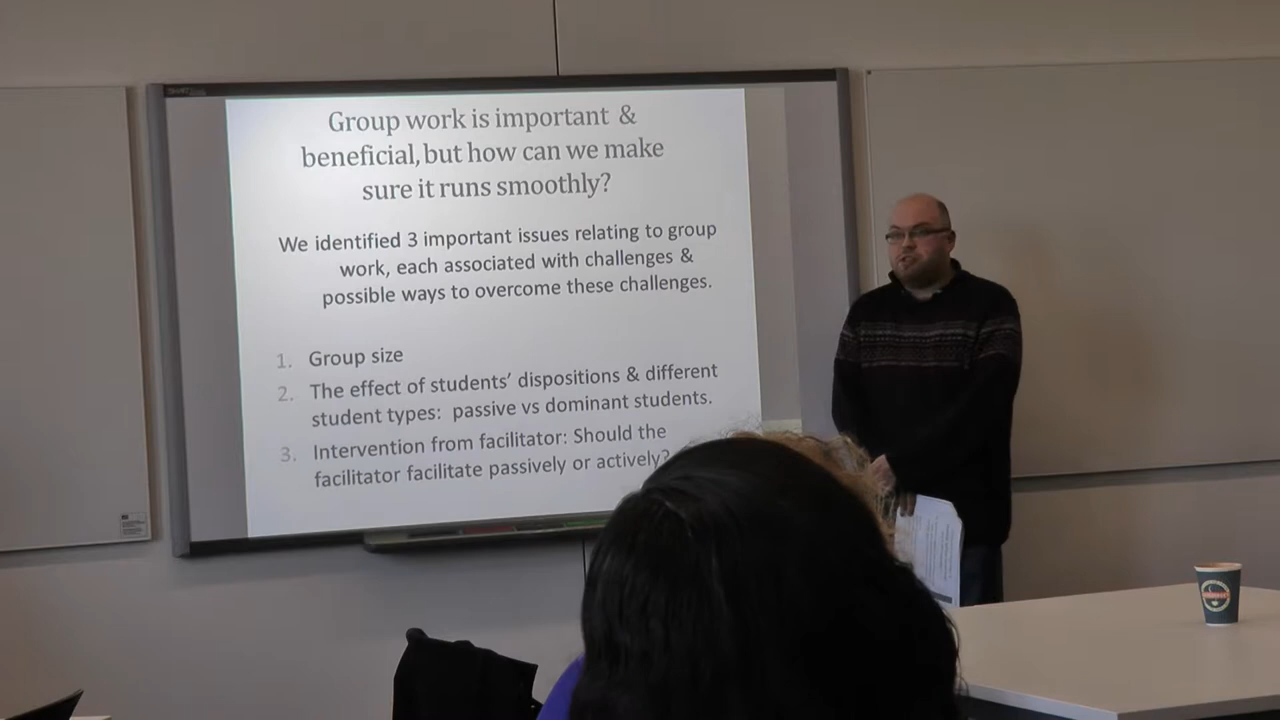 Group work is important &
beneficial, but how can we make
sure it runs smoothly?
We identified 3 important issues relating to group
work, each associated with challenges &
possible ways to overcome these challenges.
1. Group size
2. The effect of students' dispositions & different
student types: passive vs dominant students.
3. Intervention from facilitator: Should the
facilitator facilitate passively or actively?